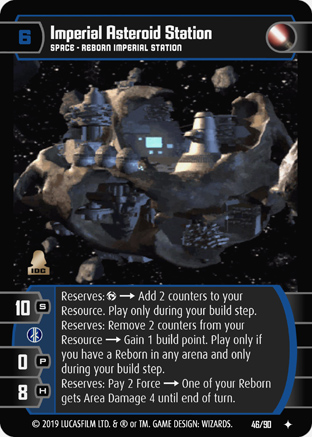 6
Imperial Asteroid Station
SPACE - REBORN IMPERIAL STATION
IDC
10 S
0 P
8 H
Reserves: → Add 2 counters to your
Resource. Play only during your build step.
Reserves: Remove 2 counters from your
Resource → Gain 1 build point. Play only if
you have a Reborn in any arena and only
during your build step.
Reserves: Pay 2 Force → One of your Reborn
gets Area Damage 4 until end of turn.
© 2019 LUCASFILM LTD. & ® or TM. GAME DESIGN: WIZARDS.
46/90